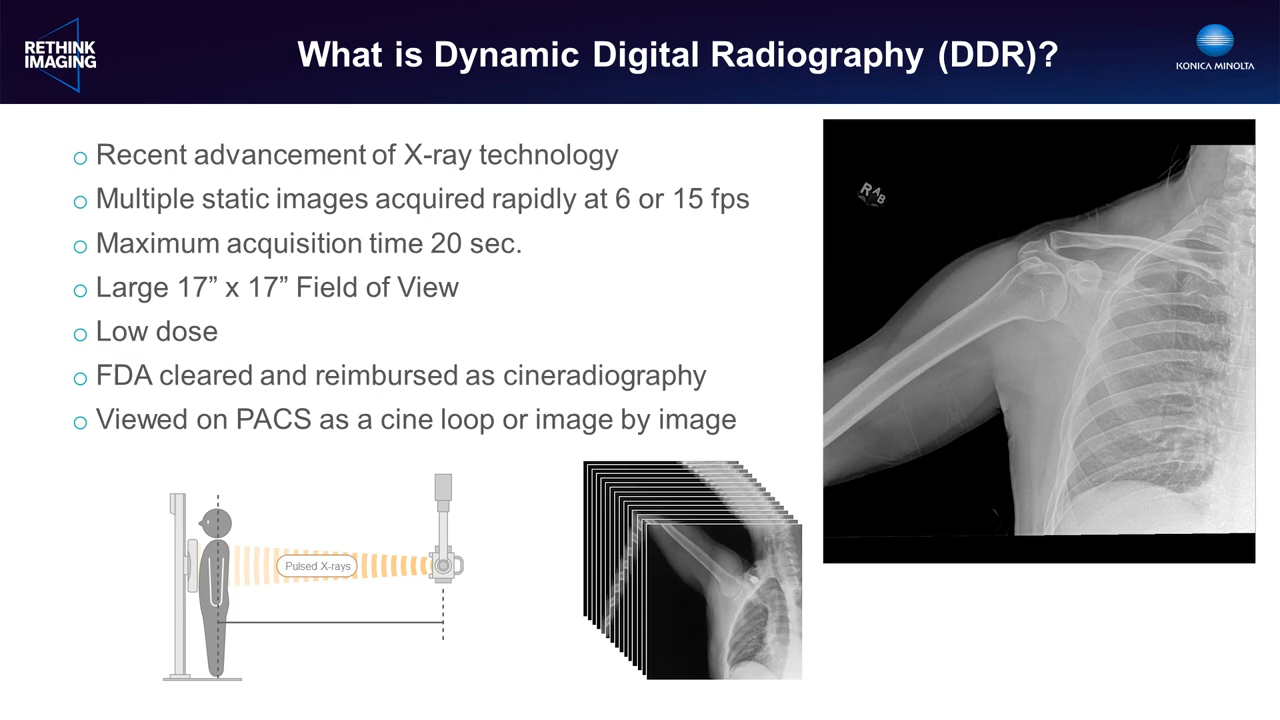 RETHINK
IMAGING
What is Dynamic Digital Radiography (DDR)?
KONICA MINOLTA
Recent advancement of X-ray technology
Multiple static images acquired rapidly at 6 or 15 fps
Maximum acquisition time 20 sec.
Large 17” x 17” Field of View
Low dose
FDA cleared and reimbursed as cineradiography
Viewed on PACS as a cine loop or image by image
R AB
Pulsed X-rays